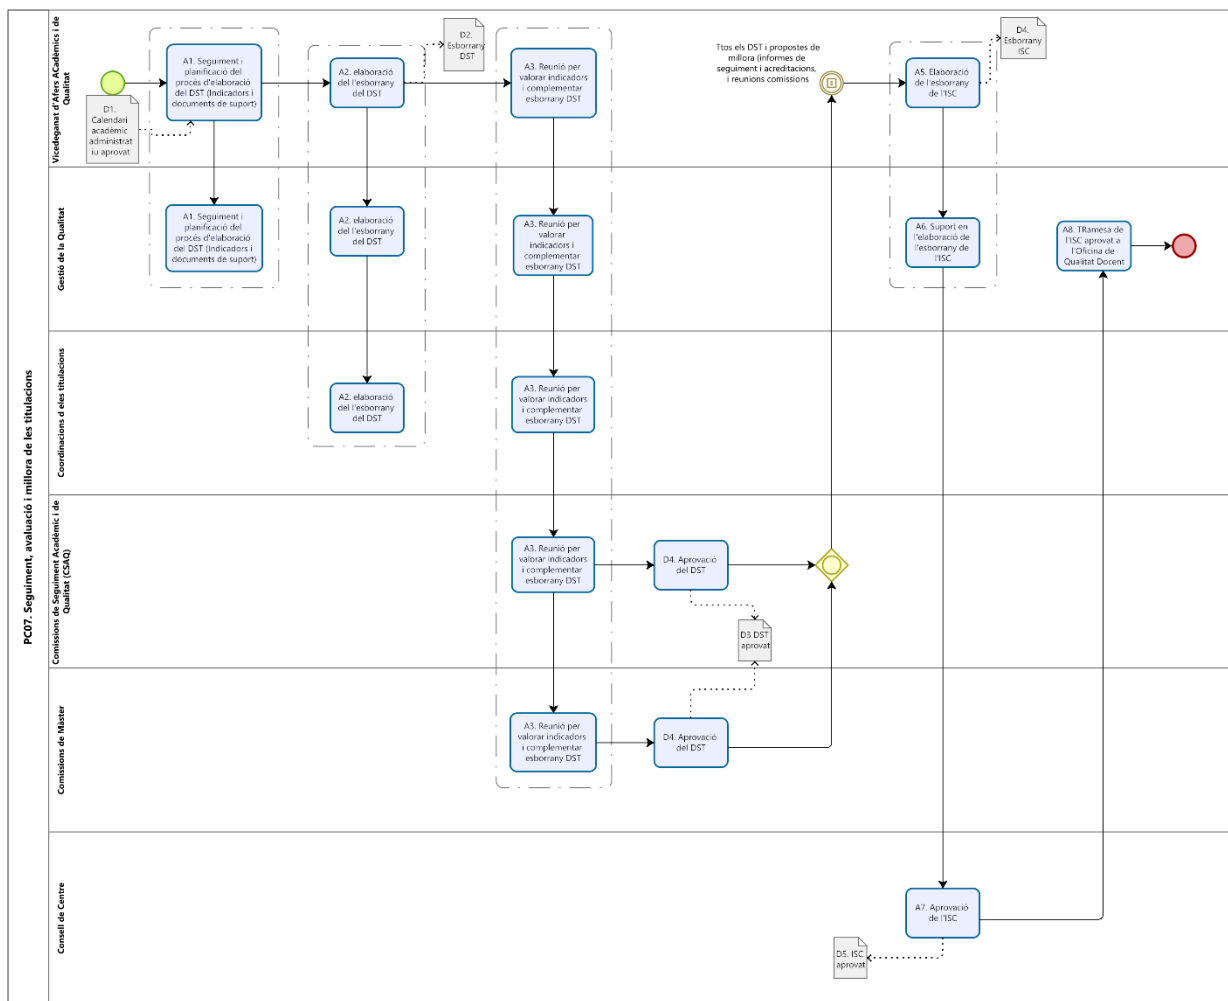 PC07. Seguiment, avaluació i millora de les titulacions
Vicedeganat d'Afers Acadèmics i de
Qualitat
D1.
Calendari
acadèmic
administrat
iu aprovat
A1. Seguiment i
planificació del
procés d'elaboració
del DST (Indicadors i
documents de suport)
A2. elaboració
del l'esborrany
del DST
D2.
Esborrany
DST
A3. Reunió per
valorar indicadors
i complementar
esborrany DST
Ttos els DST i propostes de
millora (informes de
seguiment i acreditacions,
i reunions comissions
A5. Elaboració
de l'esborrany
de l'ISC
D4.
Esborrany
ISC
Gestió de la Qualitat
A1. Seguiment i
planificació del
procés d'elaboració
del DST (Indicadors i
documents de suport)
A2. elaboració
del l'esborrany
del DST
A3. Reunió per
valorar
indicadors i
complementar
esborrany DST
A6. Suport en
l'elaboració de
l'esborrany de
l'ISC
A8. TRamesa de
l'ISC aprovat a
l'Oficina de
Qualitat Docent
Coordinacions d eles titulacions
A2. elaboració
del l'esborrany
del DST
A3. Reunió per
valorar indicadors
i complementar
esborrany DST
Comissions de Seguiment Acadèmic i de
Qualitat (CSAQ)
A3. Reunió per
valorar indicadors
i complementar
esborrany DST
D4. Aprovació
del DST
D3 DST
aprovat
Comissions de Màster
A3. Reunió per
valorar indicadors
i complementar
esborrany DST
D4. Aprovació
del DST
Consell de Centre
A7. Aprovació
de l'ISC
D5. ISC
aprovat